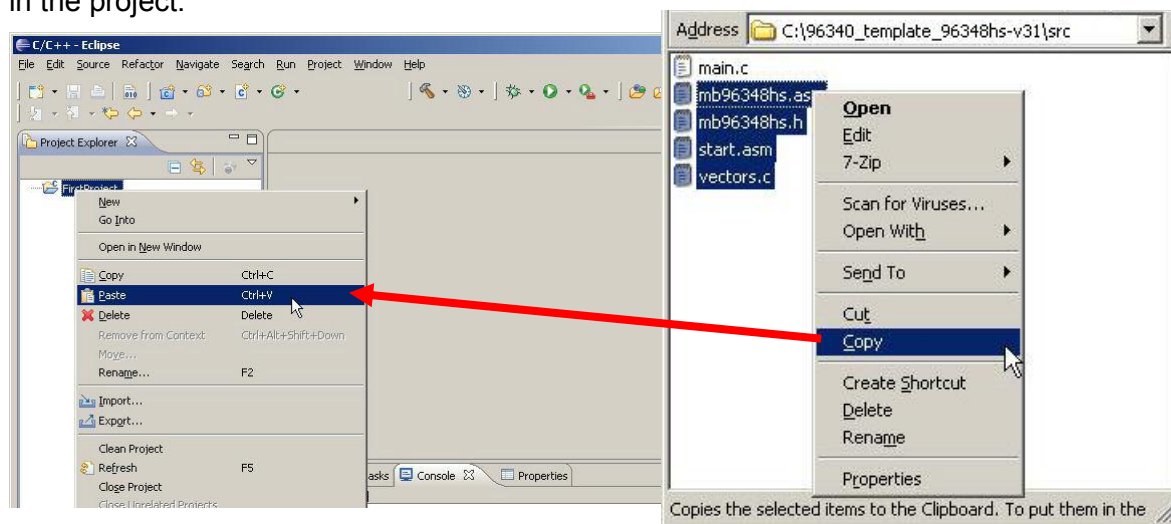 in the project.
C/C++ - Eclipse
File Edit Source Refactor Navigate Search Run Project Window Help
Project Explorer
FirstProject
New
Go Into
Open in New Window
Copy Ctrl+C
Paste Ctrl+V
Delete Delete
Remove from Context Ctrl+Alt+Shift+Down
Move...
Rename... F2
Import...
Export...
Clean Project
Refresh F5
Close Project
Close Unrelated Projects
asks Console Properties
Address C:\96340_template_96348hs-v31\src
main.c
mb96348hs.as
mb96348hs.h
start.asm
vectors.c
Open
Edit
7-Zip
Scan for Viruses...
Open With
Send To
Cut
Copy
Create Shortcut
Delete
Rename
Properties
Copies the selected items to the Clipboard. To put them in the